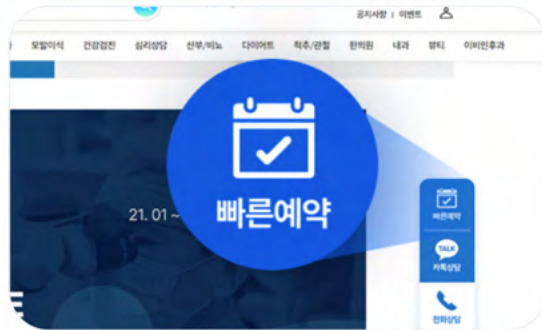 공지사항 | 이벤트
모발이식 건강검진 심리상담 산부/비뇨 다이어트 척추/관절 한의원 내과 뷰티 이비인후과
21. 01 ~
빠른예약
빠른예약
TALK
카톡상담
전화상담